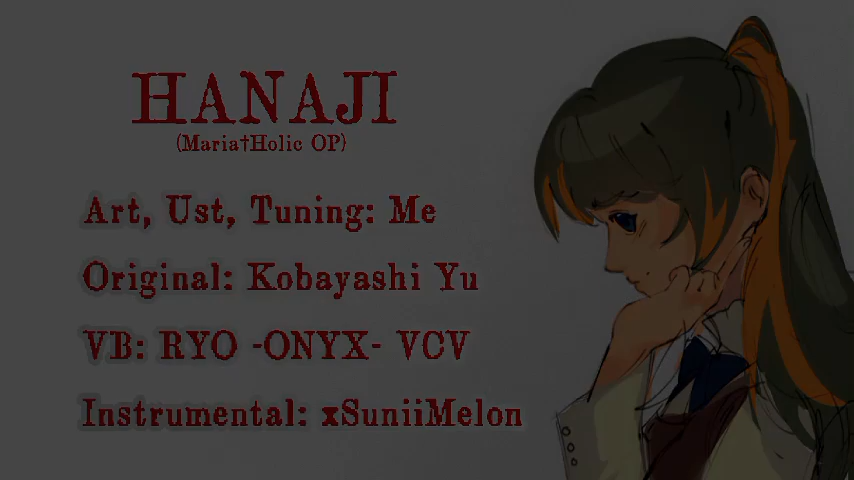 HANAJI
(Maria†Holic OP)
Art, Ust, Tuning: Me
Original: Kobayashi Yu
VB: RYO -ONYX- VCV
Instrumental: xSuniiMelon